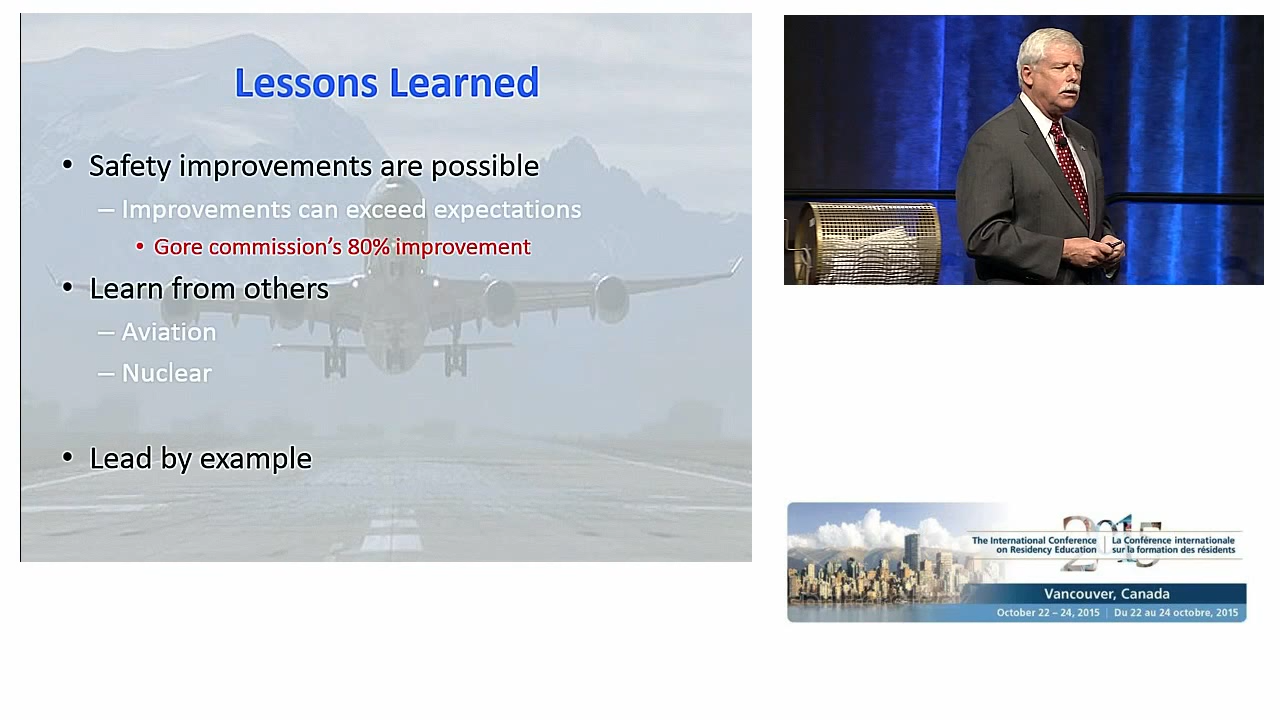 Lessons Learned
• Safety improvements are possible
– Improvements can exceed expectations
• Gore commission’s 80% improvement
• Learn from others
– Aviation
– Nuclear
• Lead by example
2015
The International Conference
on Residency Education
La Conférence internationale
sur la formation des résidents
Vancouver, Canada
October 22 – 24, 2015 | Du 22 au 24 octobre, 2015